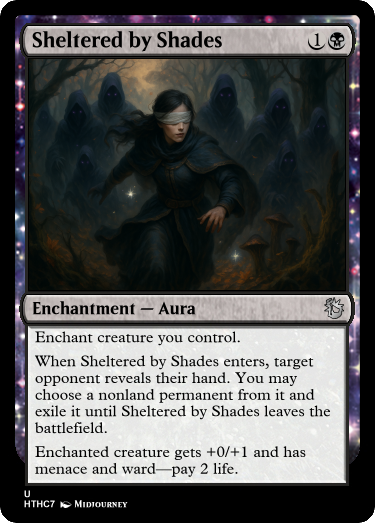 Sheltered by Shades 1
Enchantment — Aura
Enchant creature you control.
When Sheltered by Shades enters, target
opponent reveals their hand. You may
choose a nonland permanent from it and
exile it until Sheltered by Shades leaves the
battlefield.
Enchanted creature gets +0/+1 and has
menace and ward—pay 2 life.
U
HTHC7 Midjourney